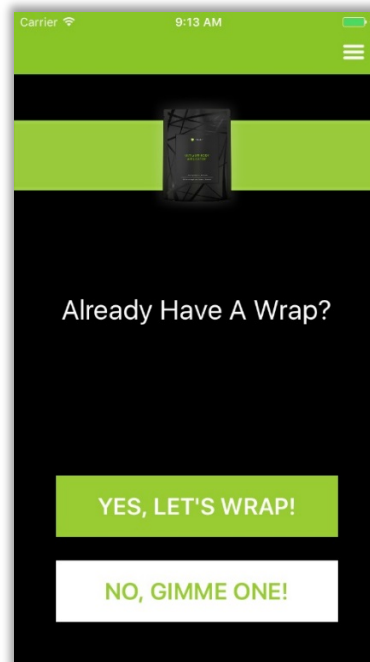 Carrier
9:13 AM
Already Have A Wrap?
YES, LET'S WRAP!
NO, GIMME ONE!